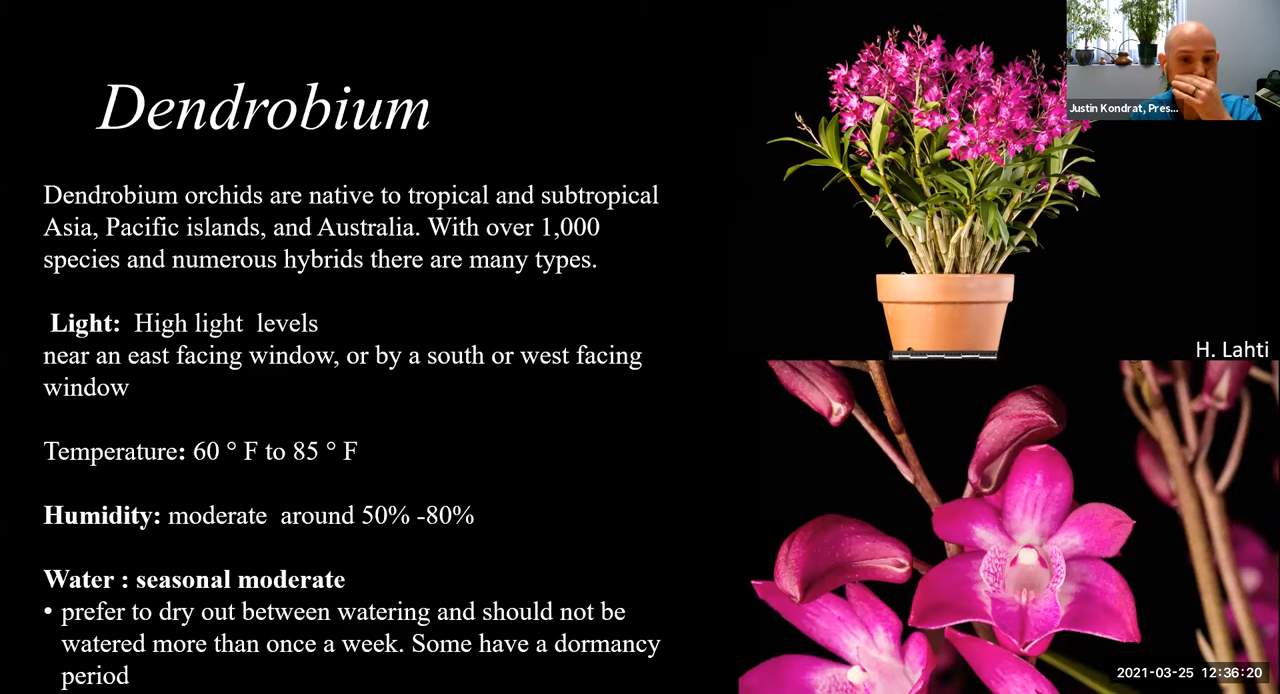 Dendrobium
Dendrobium orchids are native to tropical and subtropical
Asia, Pacific islands, and Australia. With over 1,000
species and numerous hybrids there are many types.
Light: High light levels
near an east facing window, or by a south or west facing
window
Temperature: 60 ° F to 85 ° F
Humidity: moderate around 50% -80%
Water : seasonal moderate
• prefer to dry out between watering and should not be
watered more than once a week. Some have a dormancy
period
Justin Kondrat, Pres...
H. Lahti
2021-03-25 12:36:20